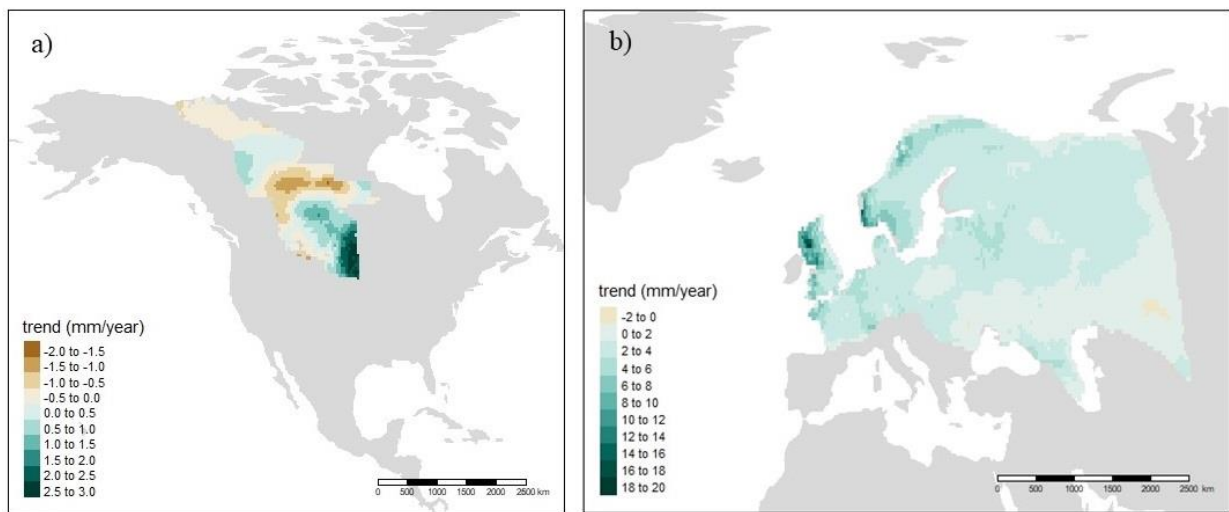 a)
trend (mm/year)
-2.0 to -1.5
-1.5 to -1.0
-1.0 to -0.5
-0.5 to 0.0
0.0 to 0.5
0.5 to 1.0
1.0 to 1.5
1.5 to 2.0
2.0 to 2.5
2.5 to 3.0
0 500 1000 1500 2000 2500 km
b)
trend (mm/year)
-2 to 0
0 to 2
2 to 4
4 to 6
6 to 8
8 to 10
10 to 12
12 to 14
14 to 16
16 to 18
18 to 20
0 500 1000 1500 2000 2500 km